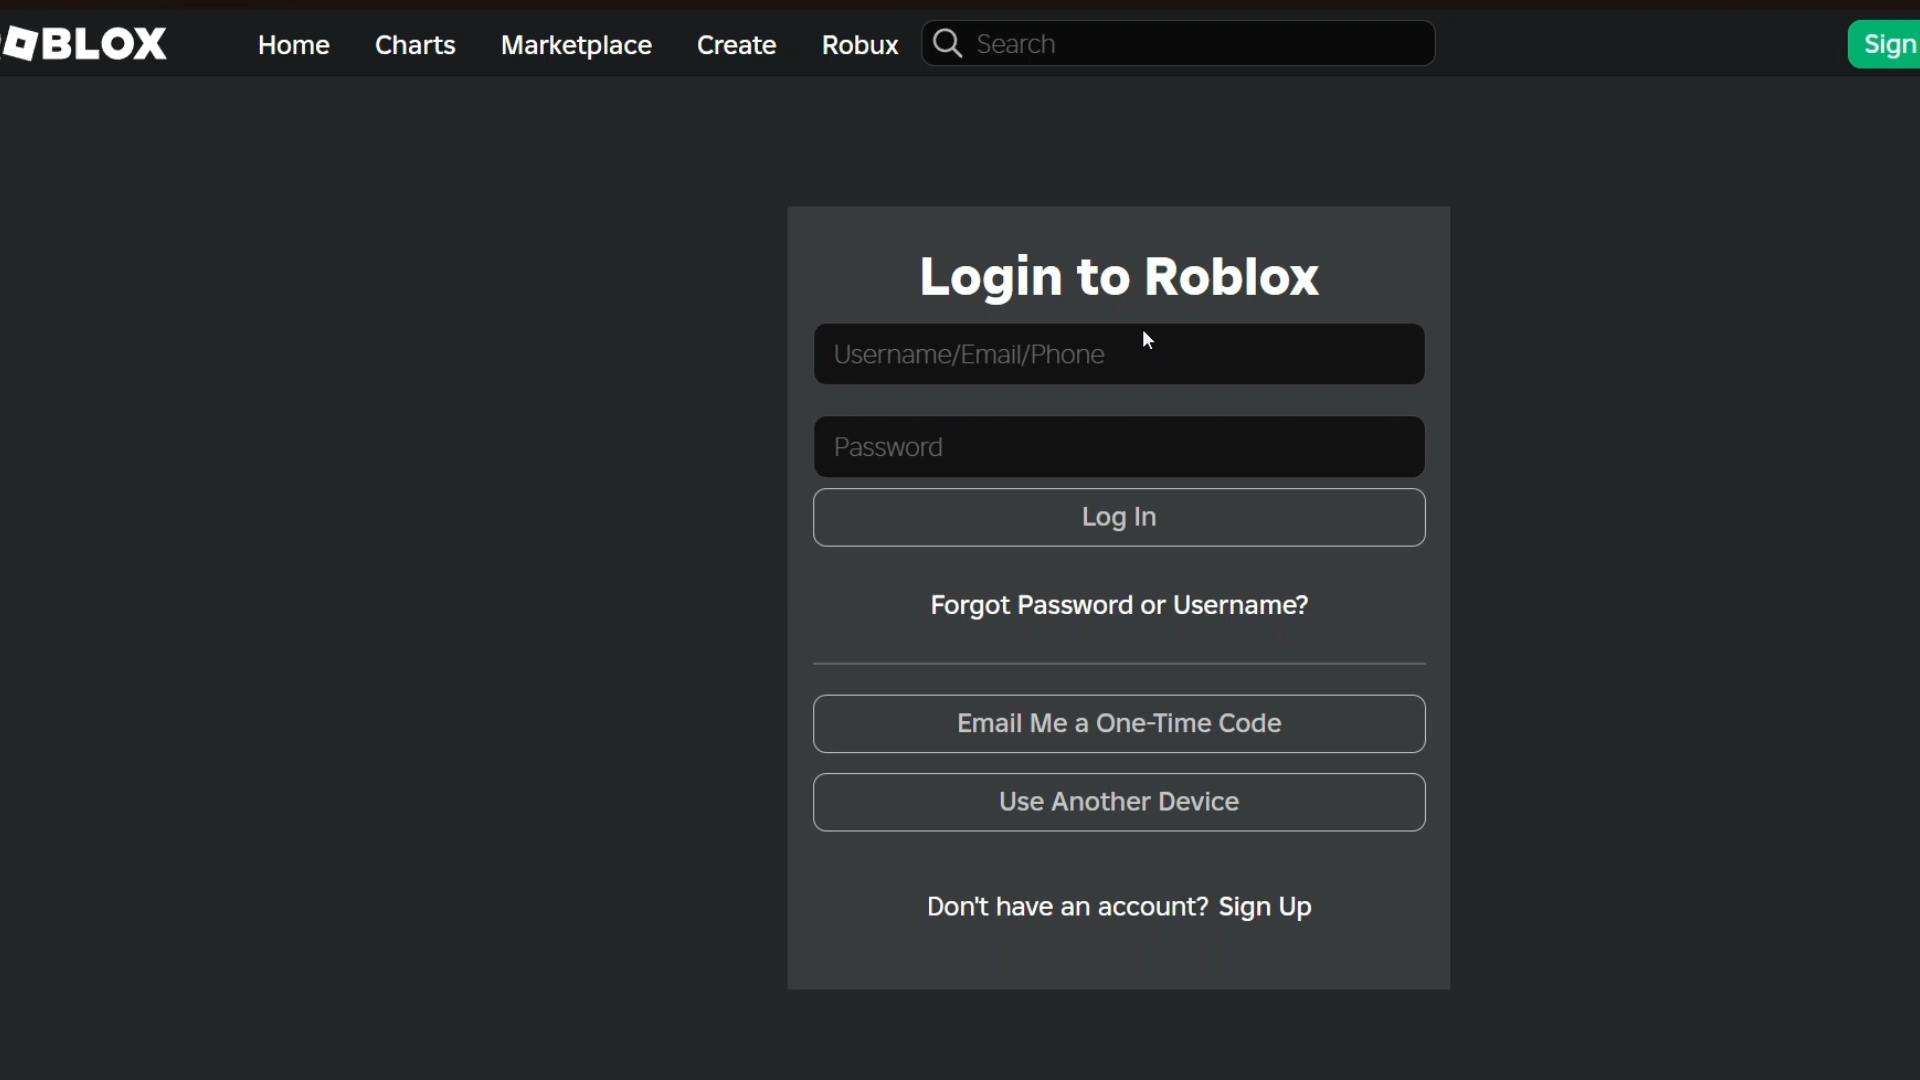 ROBLOX Home Charts Marketplace Create Robux Search Sign
Login to Roblox
Username/Email/Phone
Password
Log In
Forgot Password or Username?
Email Me a One-Time Code
Use Another Device
Don't have an account? Sign Up